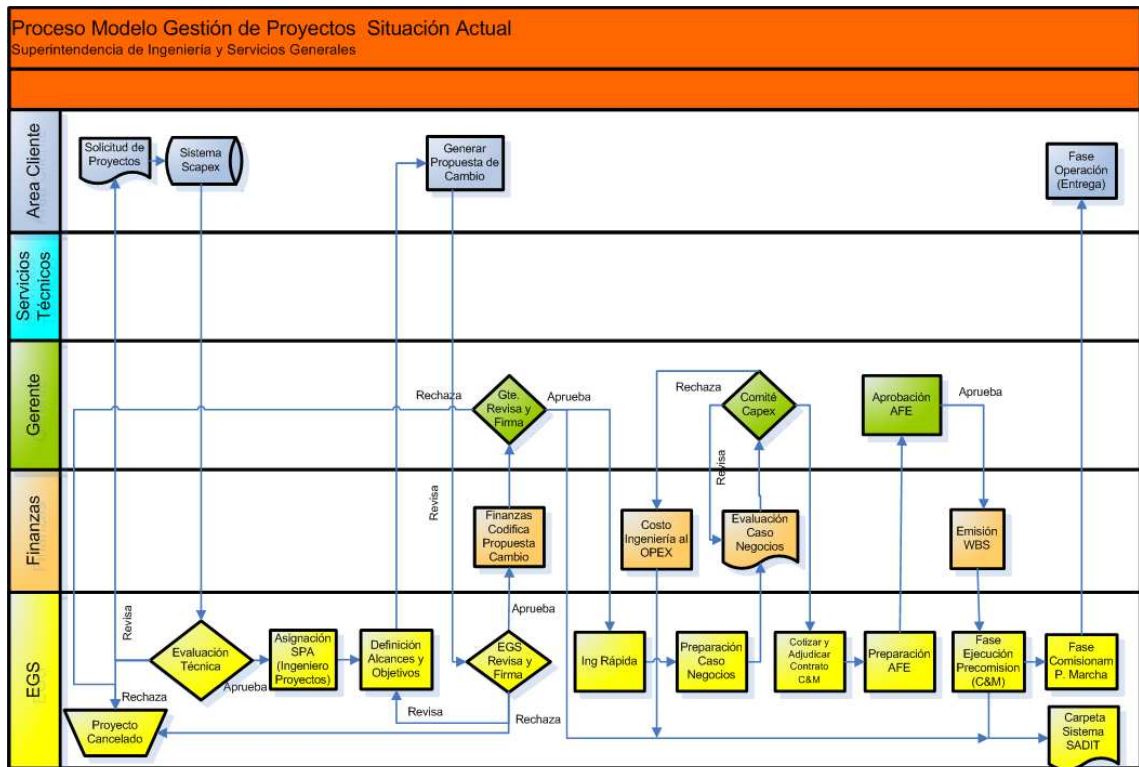 Proceso Modelo Gestión de Proyectos Situación Actual
Superintendencia de Ingeniería y Servicios Generales
Area Cliente
Solicitud de
Proyectos
Sistema
Scapex
Generar
Propuesta de
Cambio
Fase
Operación
(Entrega)
Servicios
Técnicos
Gerente
Rechaza
Gte.
Revisa y
Firma
Aprueba
Rechaza
Comité
Capex
Revisa
Aprobación
AFE
Aprueba
Finanzas
Revisa
Finanzas
Codifica
Propuesta
Cambio
Costo
Ingeniería al
OPEX
Evaluación
Caso
Negocios
Emisión
WBS
EGS
Revisa
Evaluación
Técnica
Aprueba
Rechaza
Asignación
SPA
(Ingeniero
Proyectos)
Definición
Alcances y
Objetivos
Aprueba
EGS
Revisa y
Firma
Revisa
Rechaza
Ing Rápida
Preparación
Caso
Negocios
Cotizar y
Adjudicar
Contrato
C&M
Preparación
AFE
Fase
Ejecución
Precomision
(C&M)
Fase
Comisionam
P. Marcha
Proyecto
Cancelado
Carpeta
Sistema
SADIT